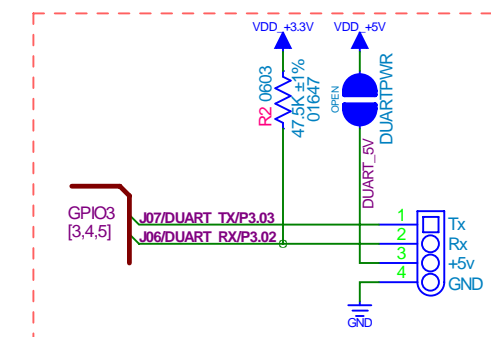 VDD_+3.3V
VDD_+5V
R2 0603
47.5K ±1%
01647
OPEN
DUARTPWR
DUART_5V
GPIO3
[3,4,5]
J07/DUART_TX/P3.03
J06/DUART_RX/P3.02
1 Tx
2 Rx
3 +5v
4 GND
GND